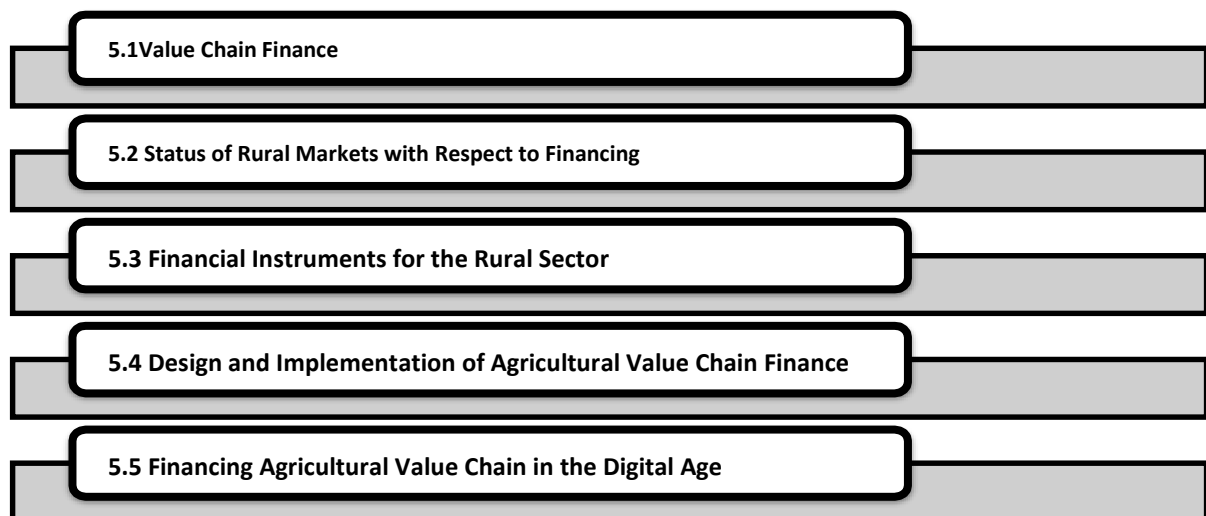 5.1Value Chain Finance
5.2 Status of Rural Markets with Respect to Financing
5.3 Financial Instruments for the Rural Sector
5.4 Design and Implementation of Agricultural Value Chain Finance
5.5 Financing Agricultural Value Chain in the Digital Age